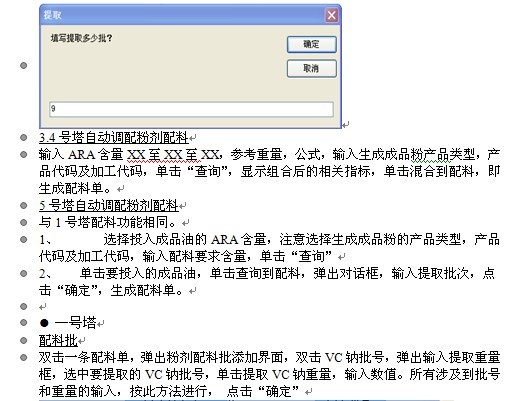 提取
填写提取多少批?
确定
取消
9
3.4 号塔自动调配粉剂配料
输入 ARA 含量 XX 至 XX 至 XX，参考重量，公式，输入生成成品粉产品类型，产
品代码及加工代码，单击“查询”，显示组合后的相关指标，单击混合到配料，即
生成配料单。
5 号塔自动调配粉剂配料
与 1 号塔配料功能相同。
1、 选择投入成品油的 ARA 含量，注意选择生成成品粉的产品类型，产品
代码及加工代码，输入配料要求含量，单击“查询”
2、 单击要投入的成品油，单击查询到配料，弹出对话框，输入提取批次，点
击“确定”，生成配料单。
● 一号塔
配料批
双击一条配料单，弹出粉剂配料批添加界面，双击 VC 钠批号，弹出输入提取重量
框，选中要提取的 VC 钠批号，单击提取 VC 钠重量，输入数值。所有涉及到批号
和重量的输入，按此方法进行， 点击“确定”